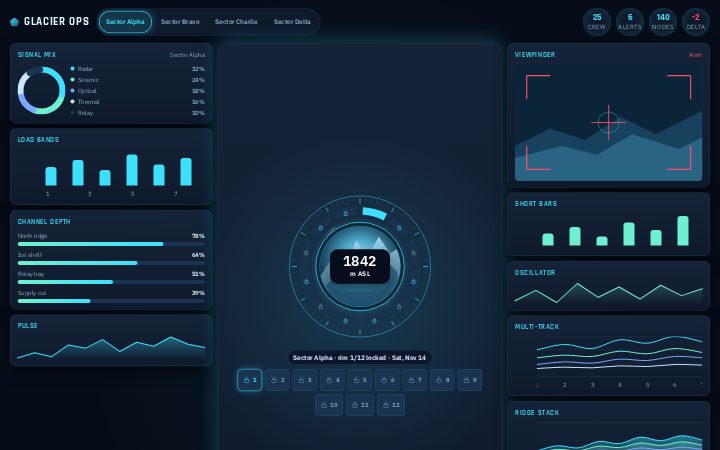 GLACIER OPS
Sector Alpha
Sector Bravo
Sector Charlie
Sector Delta
25
CREW
6
ALERTS
140
NODES
-2
DELTA
SIGNAL MIX
Sector Alpha
Radar 32%
Seismic 24%
Optical 18%
Thermal 16%
Relay 10%
LOAD BANDS
1 3 5 7
CHANNEL DEPTH
North ridge 78%
Ice shelf 64%
Relay bay 51%
Supply cut 39%
PULSE
1842
m ASL
Sector Alpha · rim 1/12 locked · Sat, Nov 14
1 2 3 4 5 6 7 8 9
10 11 12
VIEWFINDER
Alert
SHORT BARS
OSCILLATOR
MULTI-TRACK
1 2 3 4 5 6 7
RIDGE STACK